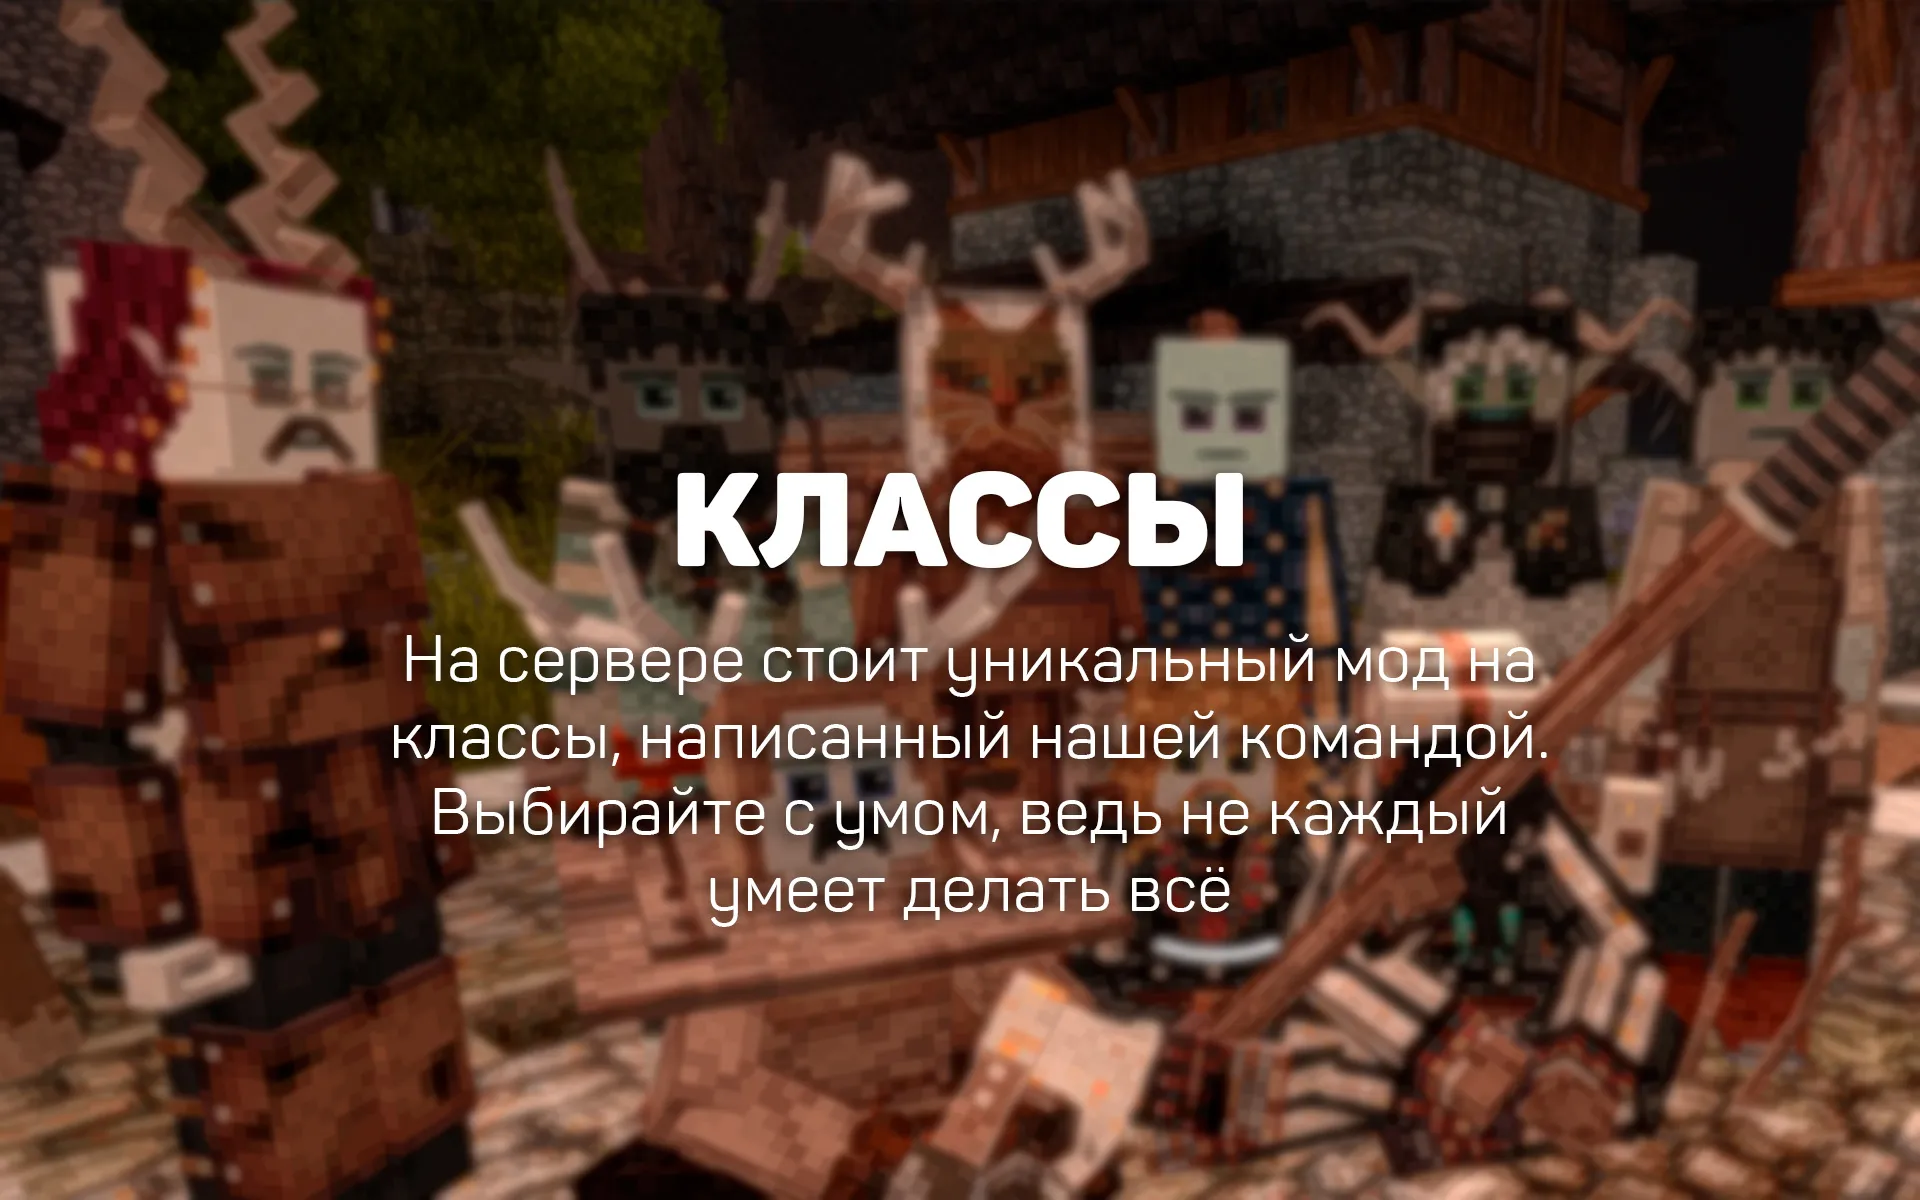 КЛАССЫ
На сервере стоит уникальный мод на
классы, написанный нашей командой.
Выбирайте с умом, ведь не каждый
умеет делать всё